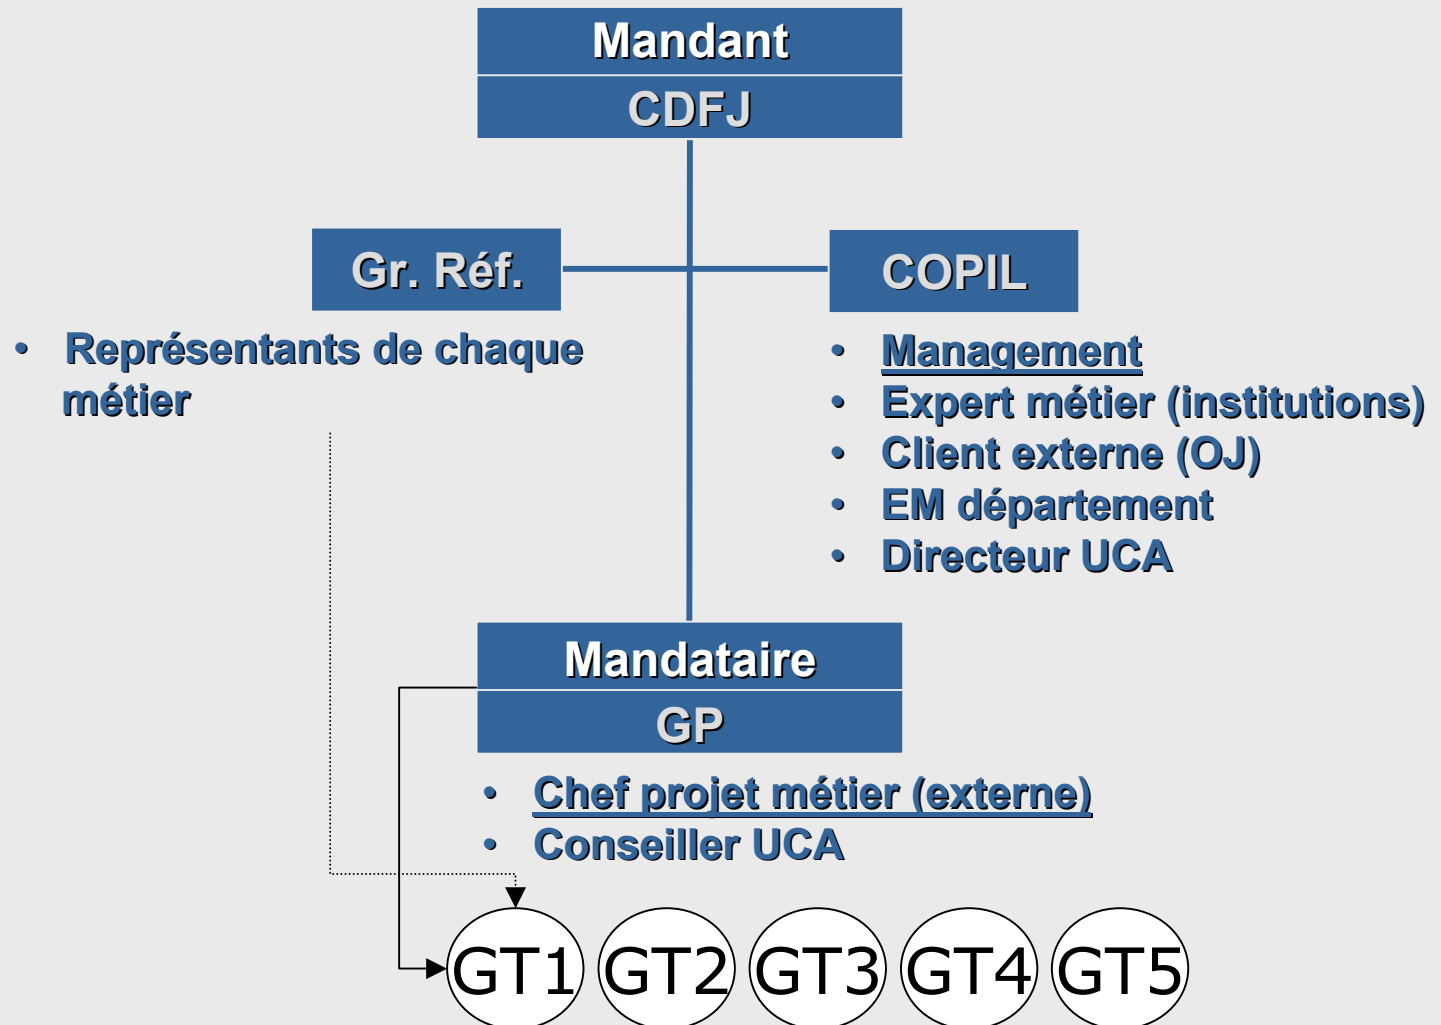 Mandant
CDFJ
Gr. Réf.
COPIL
• Représentants de chaque
métier
• Management
• Expert métier (institutions)
• Client externe (OJ)
• EM département
• Directeur UCA
Mandataire
GP
• Chef projet métier (externe)
• Conseiller UCA
GT1 GT2 GT3 GT4 GT5